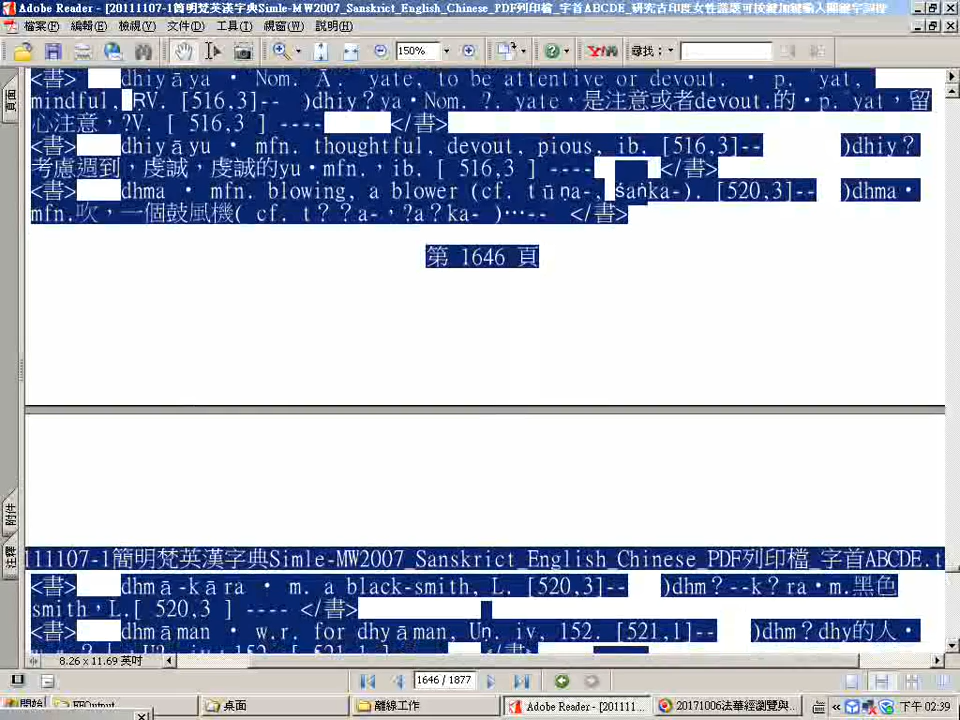 Adobe Reader - [20111107-1簡明梵英漢字典Simle-MW2007_Sanskrict_English_Chinese_PDF列印檔_字首ABCDE_研究古印度女性議題可按鍵加鍵輸入關鍵字詞搜
檔案(F) 編輯(E) 檢視(V) 文件(D) 工具(T) 視窗(W) 說明(H)
150% 尋找：
頁面
<書> dhiyāya • Nom. Ā. °yate, to be attentive or devout. • p. °yat,
mindful, RV. [516,3]-- )dhiy？ya•Nom. ?. yate，是注意或者devout.的•p.°yat，留
心注意，?V. [ 516,3 ] ---- </書>
<書> dhiyāyu • mfn. thoughtful, devout, pious, ib. [516,3]-- )dhiy？
考慮週到，虔誠，虔誠的yu•mfn.，ib. [ 516,3 ] ---- </書>
<書> dhma • mfn. blowing, a blower (cf. tūṇa-, śaṅka-). [520,3]-- )dhma•
mfn.吹，一個鼓風機( cf. t？？a-，?a？ka- )…-- </書>
第 1646 頁
附件
註釋
111107-1簡明梵英漢字典Simle-MW2007_Sanskrict_English_Chinese_PDF列印檔_字首ABCDE.t
<書> dhmā-kāra • m. a black-smith, L. [520,3]-- )dhm？--k？ra•m.黑色
smith，L.[ 520,3 ] ---- </書>
<書> dhmāman • w.r. for dhyāman, Uṇ. iv, 152. [521,1]-- )dhm？dhy的人•
8.26 x 11.69 英吋
1646 / 1877
開始 桌面 離線工作 Adobe Reader - [2011... 20171006法華經瀏覽與... 下午 02:39